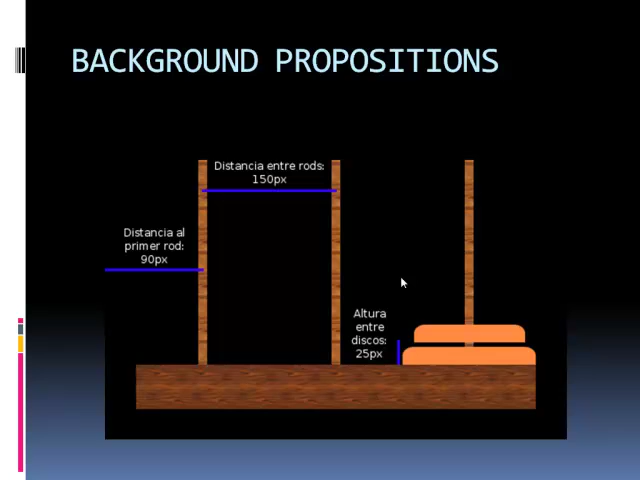 BACKGROUND PROPOSITIONS
Distancia entre rods:
150px
Distancia al
primer rod:
90px
Altura
entre
discos:
25px